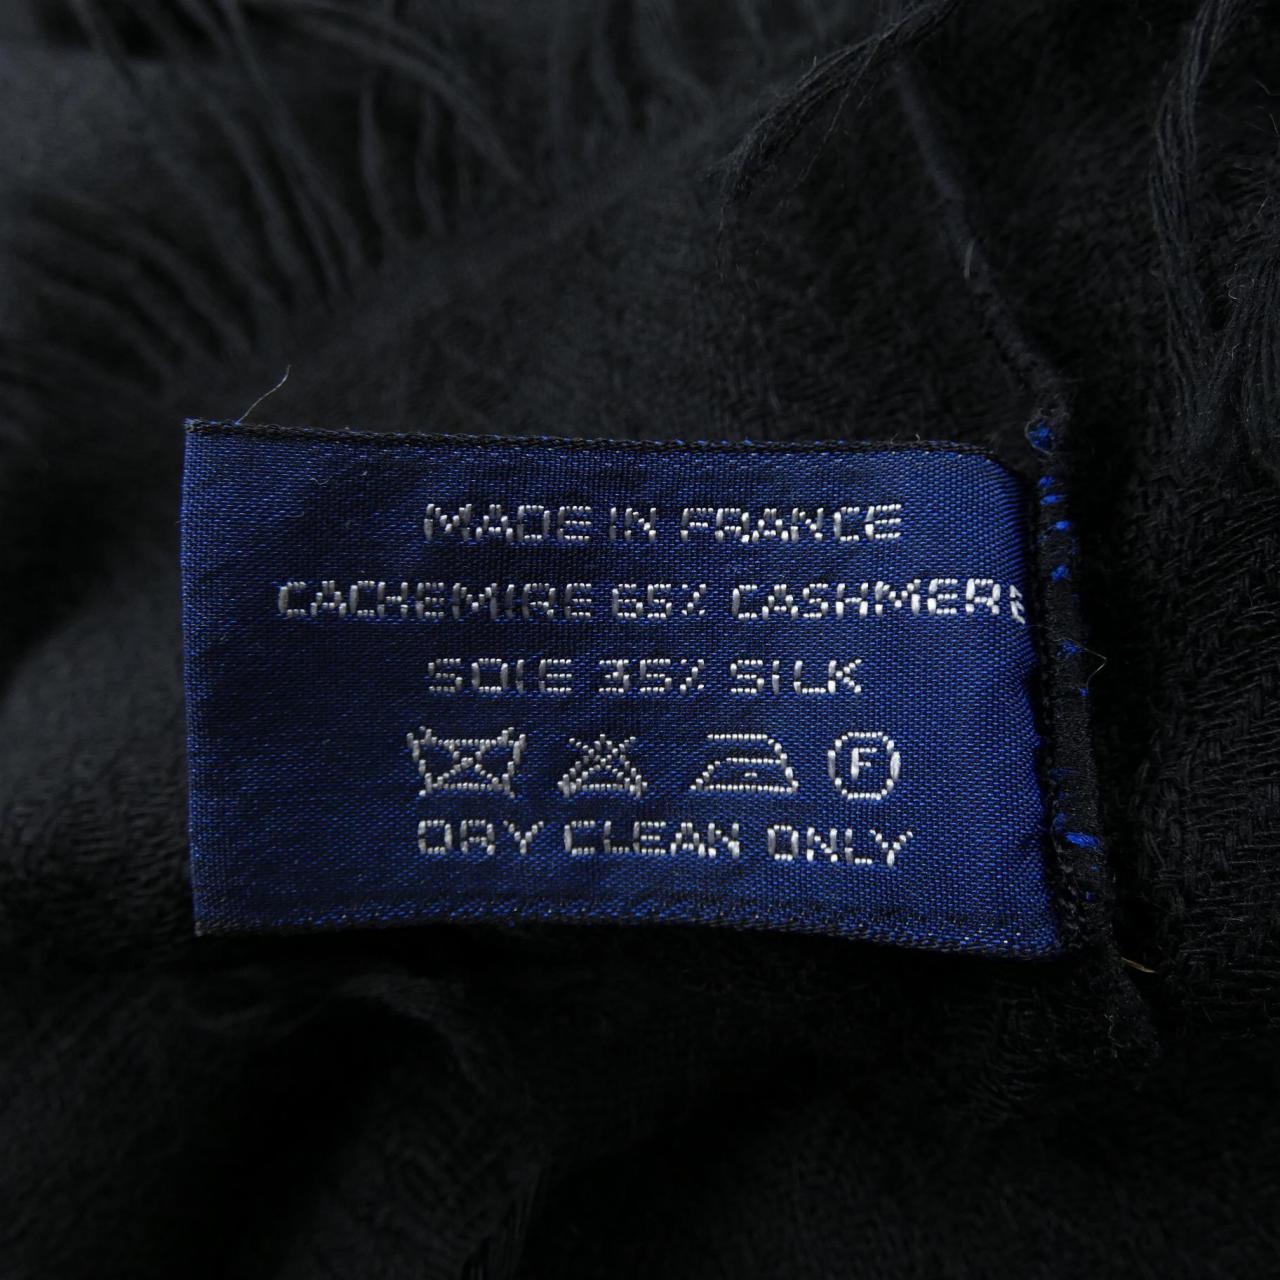 MADE IN FRANCE
CACHEMIRE 65% CASHMERE
SOIE 35% SILK
F
DRY CLEAN ONLY